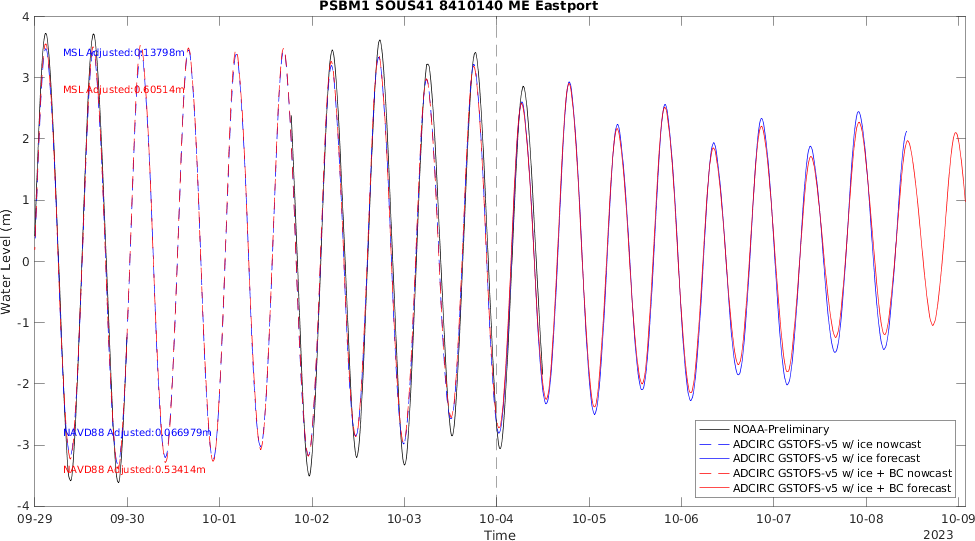 PSBM1 SOUS41 8410140 ME Eastport
4
3
2
1
0
-1
-2
-3
-4
Water Level (m)
MSL Adjusted:0.13798m
MSL Adjusted:0.60514m
NAVD88 Adjusted:0.066979m
NAVD88 Adjusted:0.53414m
NOAA-Preliminary
ADCIRC GSTOFS-v5 w/ ice nowcast
ADCIRC GSTOFS-v5 w/ ice forecast
ADCIRC GSTOFS-v5 w/ ice + BC nowcast
ADCIRC GSTOFS-v5 w/ ice + BC forecast
09-29 09-30 10-01 10-02 10-03 10-04 10-05 10-06 10-07 10-08 10-09
Time
2023